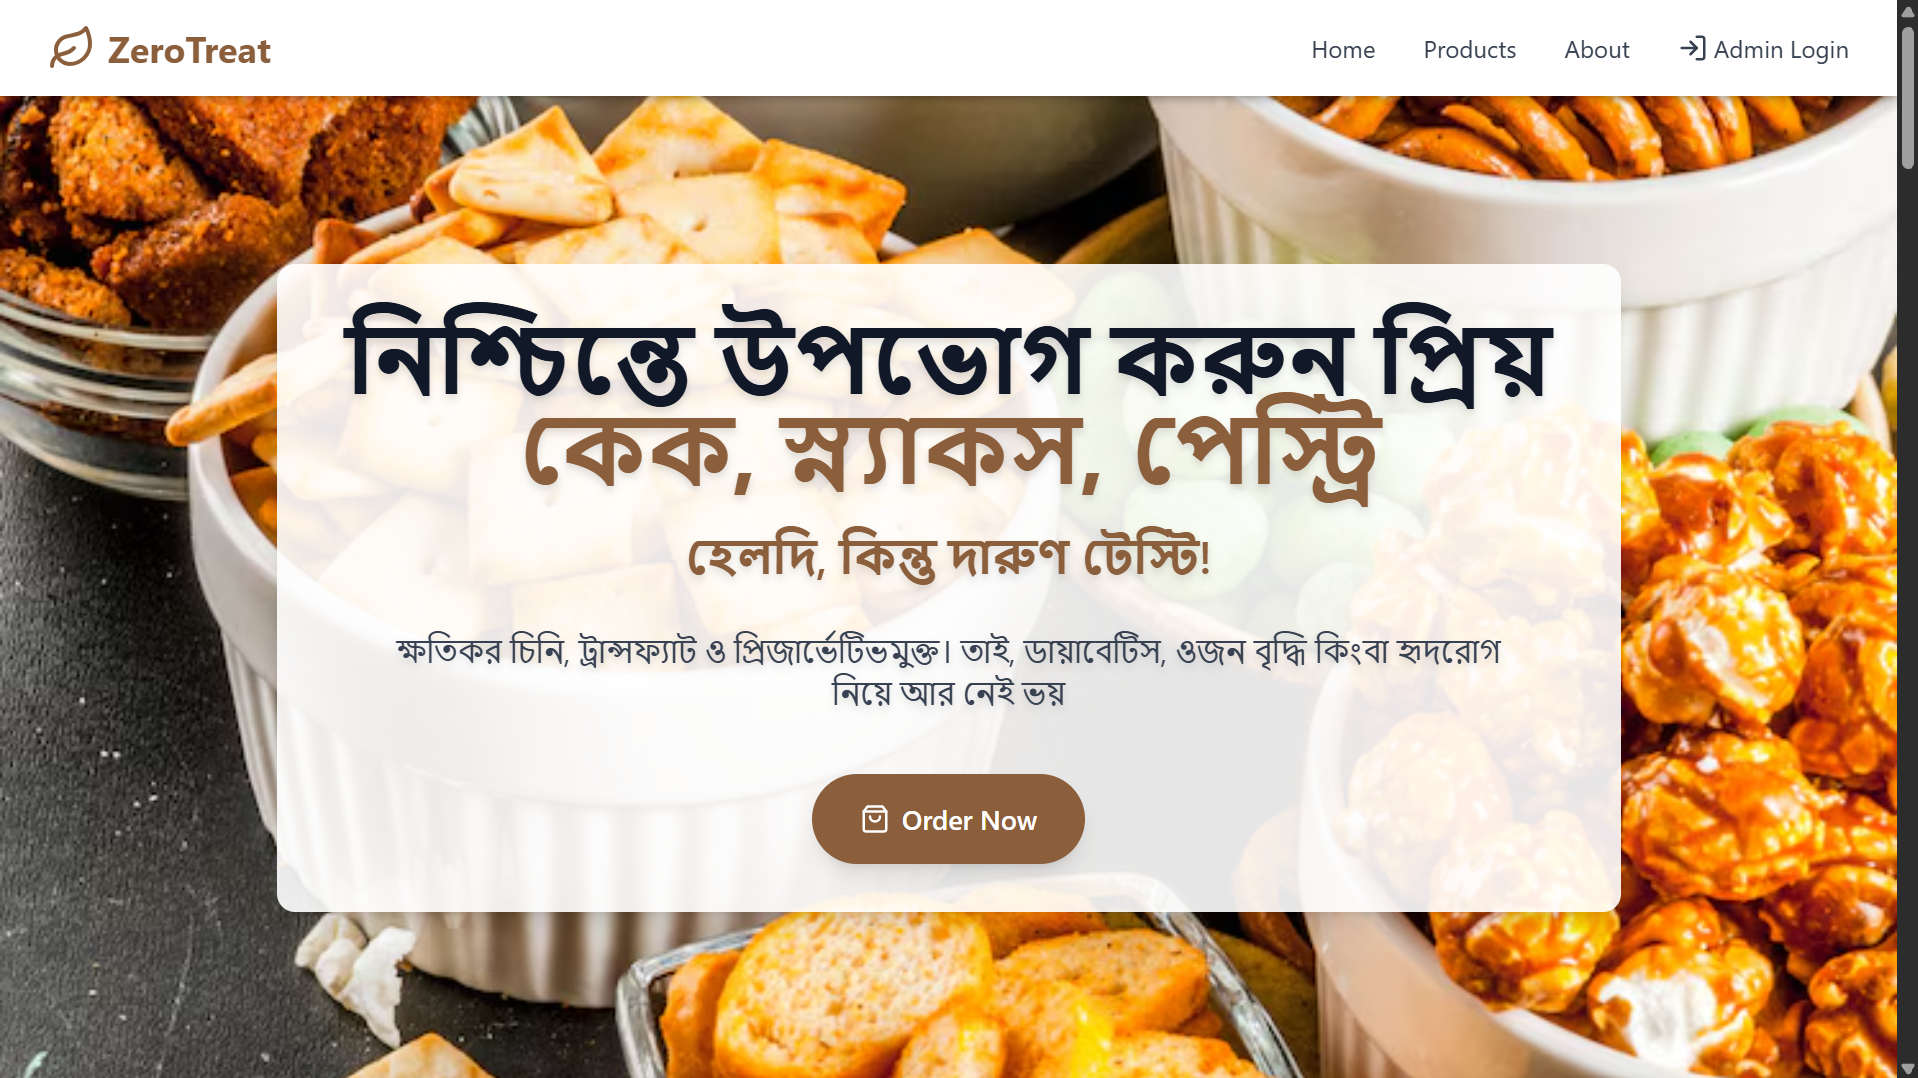 ZeroTreat
Home
Products
About
Admin Login
নিশ্চিন্তে উপভোগ করুন প্রিয়
কেক, স্ন্যাকস, পেস্ট্রি
হেলদি, কিন্তু দারুণ টেস্টি!
ক্ষতিকর চিনি, ট্রান্সফ্যাট ও প্রিজার্ভেটিভমুক্ত। তাই, ডায়াবেটিস, ওজন বৃদ্ধি কিংবা হৃদরোগ
নিয়ে আর নেই ভয়
Order Now